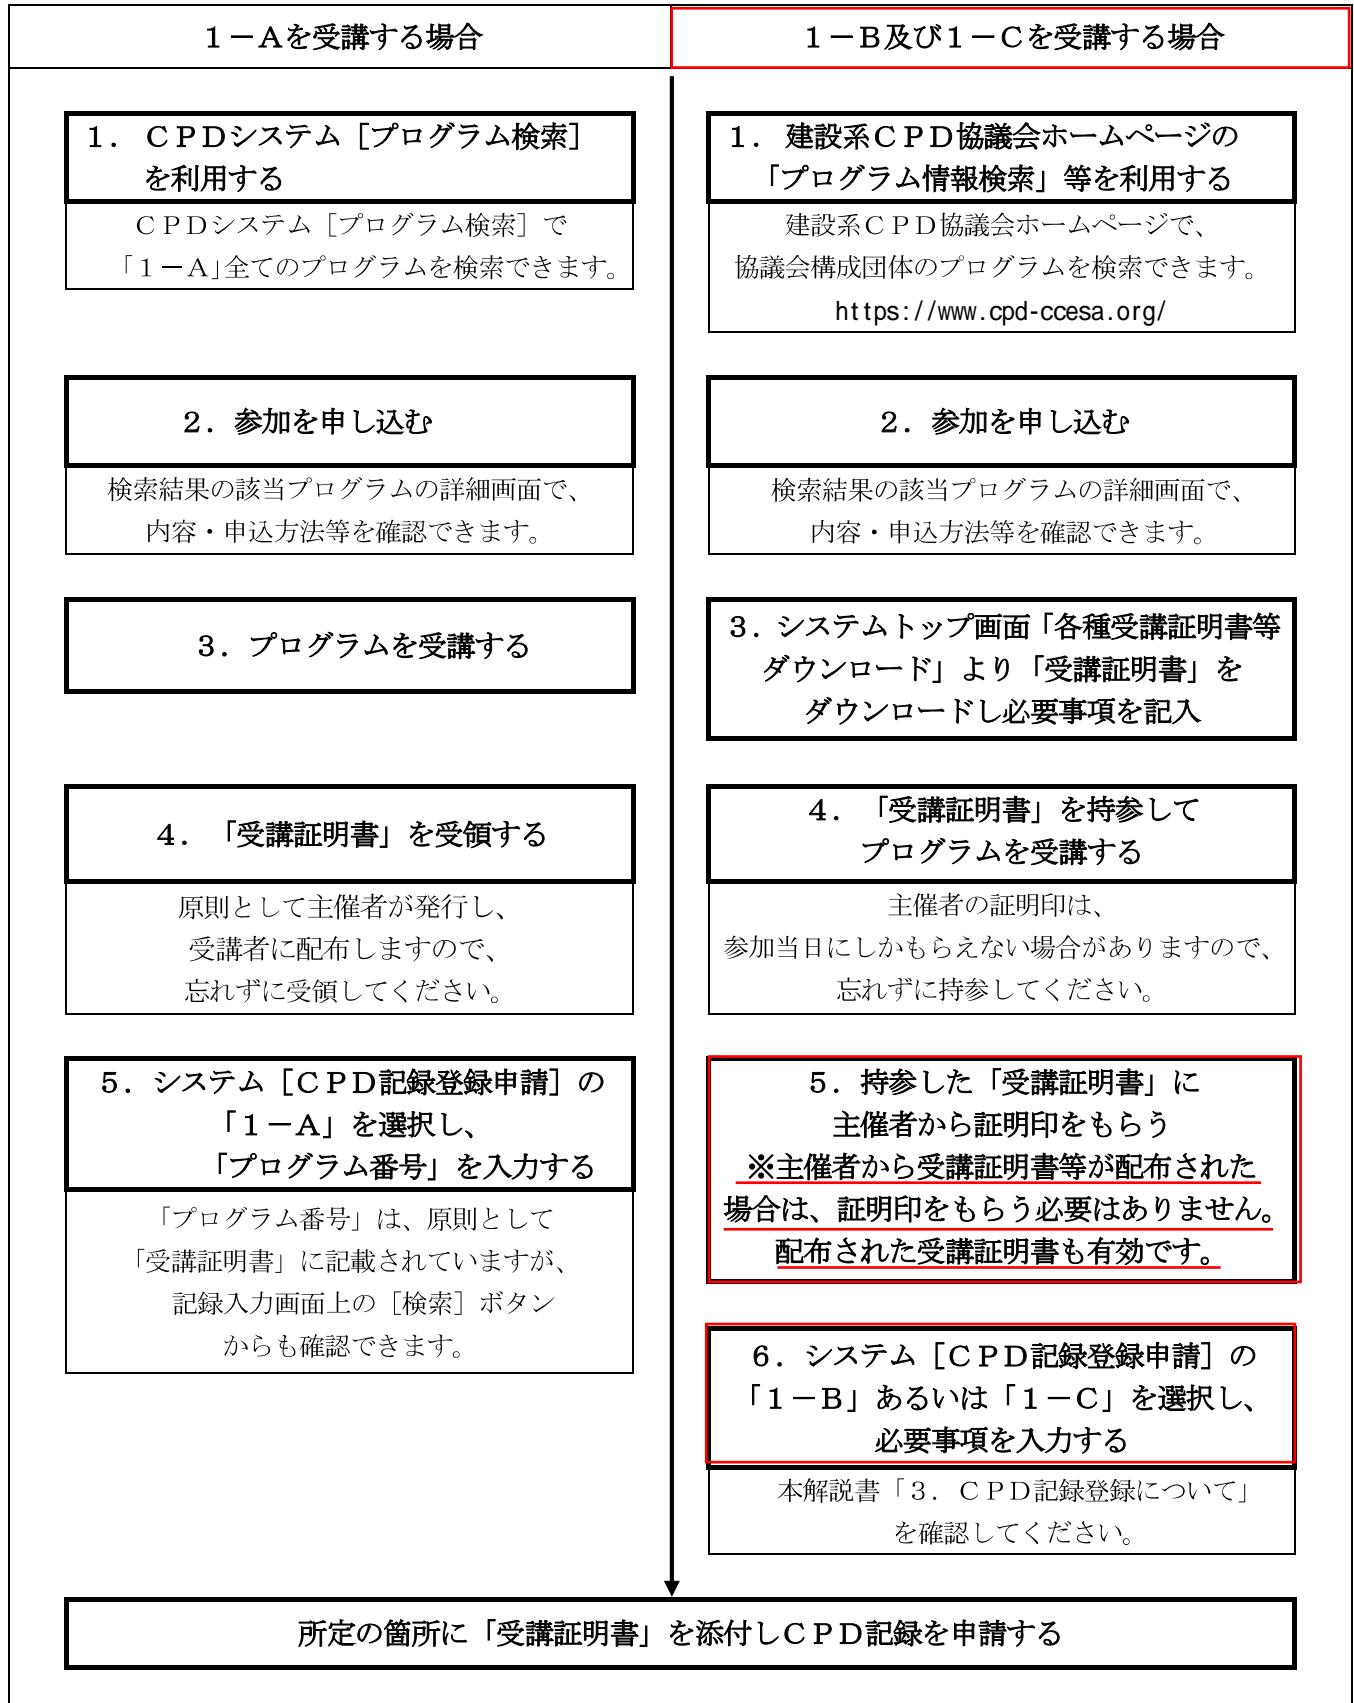 １－Ａを受講する場合
１．ＣＰＤシステム［プログラム検索］
を利用する
ＣＰＤシステム［プログラム検索］で
「１－Ａ」全てのプログラムを検索できます。
２．参加を申し込む
検索結果の該当プログラムの詳細画面で、
内容・申込方法等を確認できます。
３．プログラムを受講する
４．「受講証明書」を受領する
原則として主催者が発行し、
受講者に配布しますので、
忘れずに受領してください。
５．システム［ＣＰＤ記録登録申請］の
「１－Ａ」を選択し、
「プログラム番号」を入力する
「プログラム番号」は、原則として
「受講証明書」に記載されていますが、
記録入力画面上の［検索］ボタン
からも確認できます。
１－Ｂ及び１－Ｃを受講する場合
１．建設系ＣＰＤ協議会ホームページの
「プログラム情報検索」等を利用する
建設系ＣＰＤ協議会ホームページで、
協議会構成団体のプログラムを検索できます。
https://www.cpd-ccesa.org/
２．参加を申し込む
検索結果の該当プログラムの詳細画面で、
内容・申込方法等を確認できます。
３．システムトップ画面「各種受講証明書等
ダウンロード」より「受講証明書」を
ダウンロードし必要事項を記入
４．「受講証明書」を持参して
プログラムを受講する
主催者の証明印は、
参加当日にしかもらえない場合がありますので、
忘れずに持参してください。
５．持参した「受講証明書」に
主催者から証明印をもらう
※主催者から受講証明書等が配布された
場合は、証明印をもらう必要はありません。
配布された受講証明書も有効です。
６．システム［ＣＰＤ記録登録申請］の
「１－Ｂ」あるいは「１－Ｃ」を選択し、
必要事項を入力する
本解説書「３．ＣＰＤ記録登録について」
を確認してください。
所定の箇所に「受講証明書」を添付しＣＰＤ記録を申請する